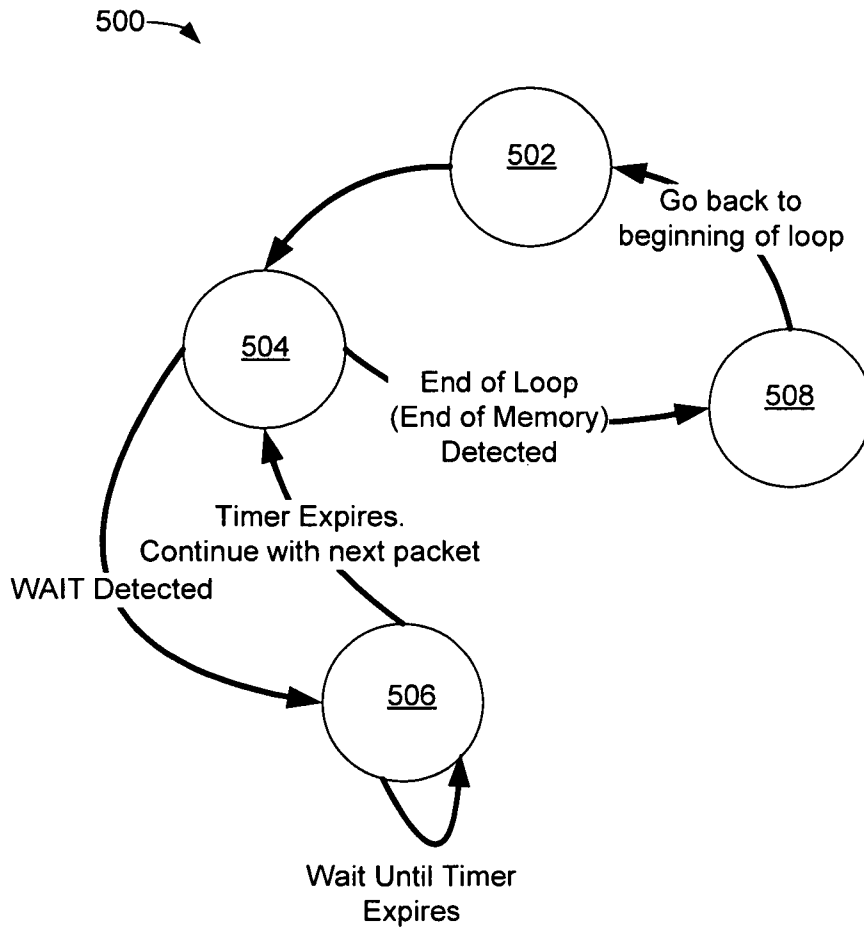 500
502
Go back to
beginning of loop
504
End of Loop
(End of Memory)
Detected
508
Timer Expires.
Continue with next packet
WAIT Detected
506
Wait Until Timer
Expires